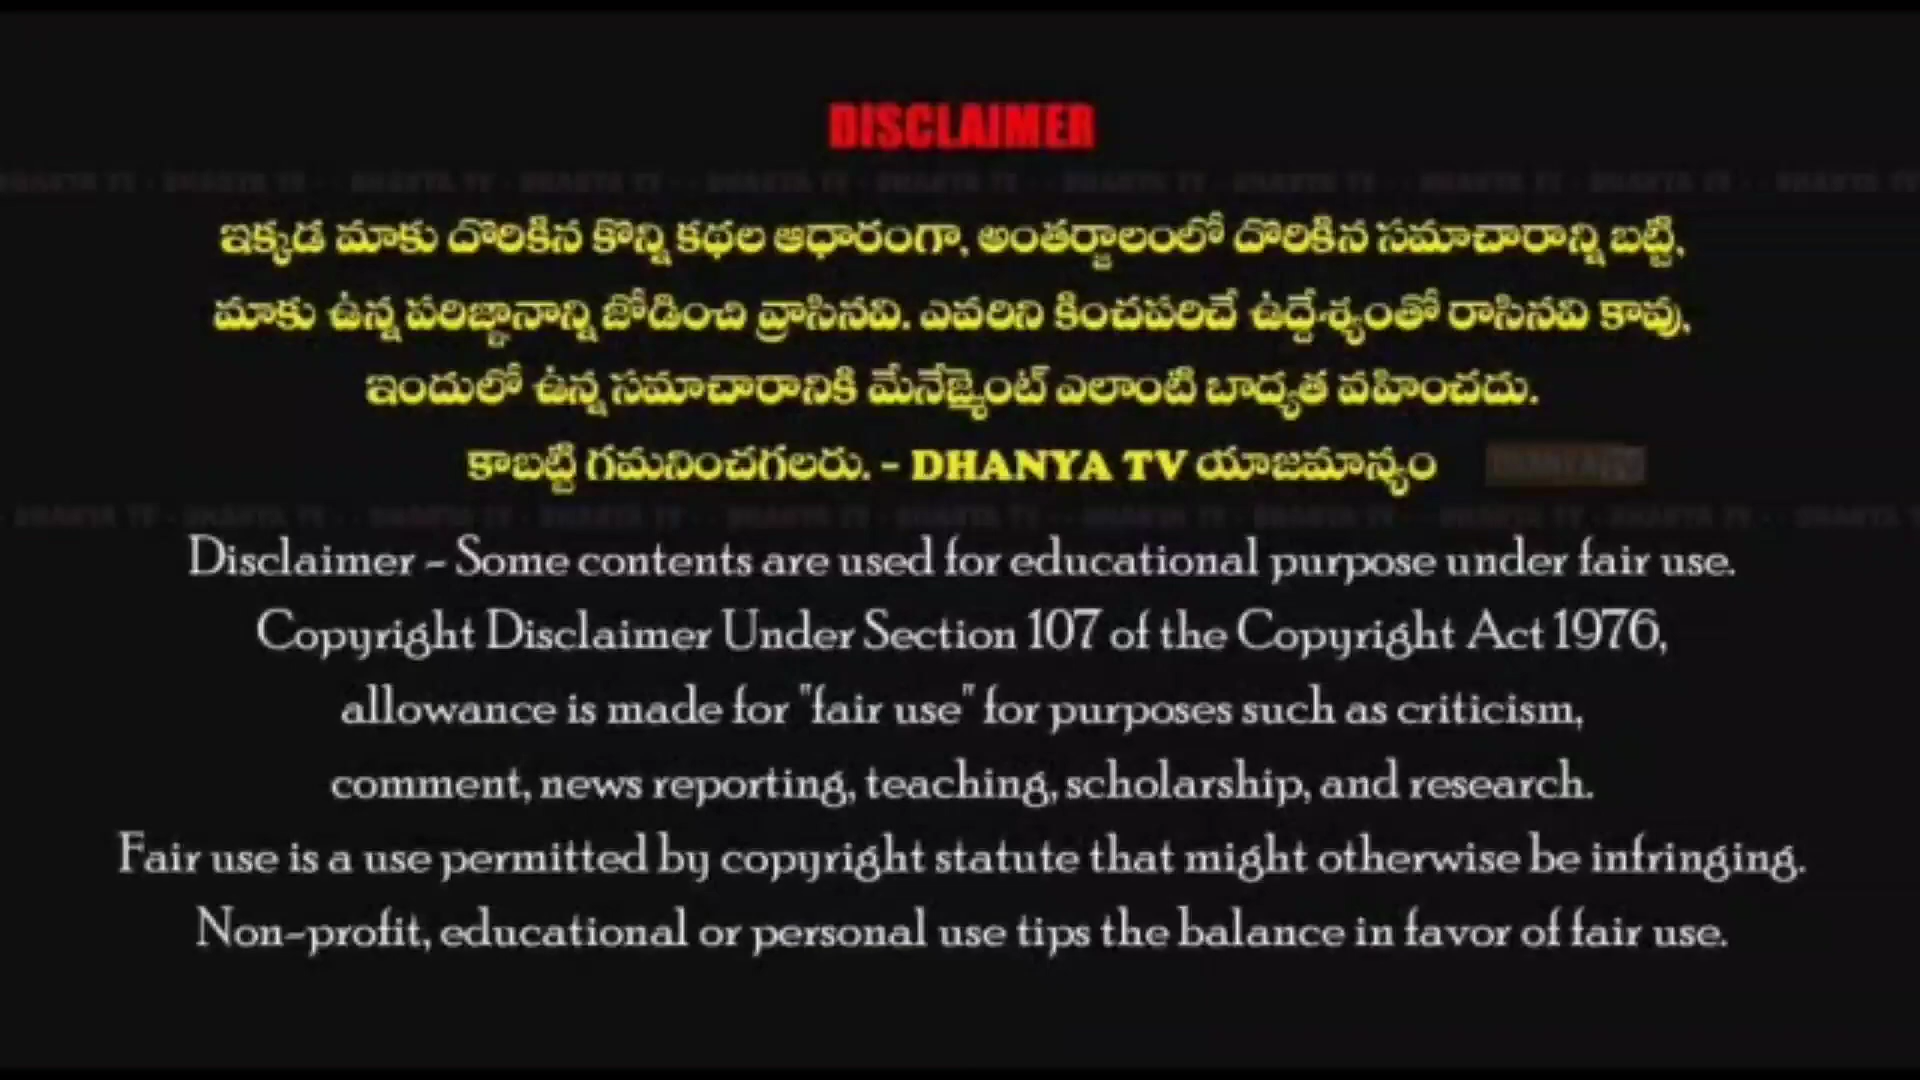 DISCLAIMER
ఇక్కడ మాకు దొరికిన కొన్ని కథల ఆధారంగా, అంతర్జాలంలో దొరికిన సమాచారాన్ని బట్టి,
మాకు ఉన్న పరిజ్ఞానాన్ని జోడించి వ్రాసినవి. ఎవరిని కించపరిచే ఉద్దేశ్యంతో రాసినవి కావు,
ఇందులో ఉన్న సమాచారానికి మేనేజ్మెంట్ ఎలాంటి బాద్యత వహించదు.
కాబట్టి గమనించగలరు. - DHANYA TV యాజమాన్యం
Disclaimer - Some contents are used for educational purpose under fair use.
Copyright Disclaimer Under Section 107 of the Copyright Act 1976,
allowance is made for "fair use" for purposes such as criticism,
comment, news reporting, teaching, scholarship, and research.
Fair use is a use permitted by copyright statute that might otherwise be infringing.
Non-profit, educational or personal use tips the balance in favor of fair use.